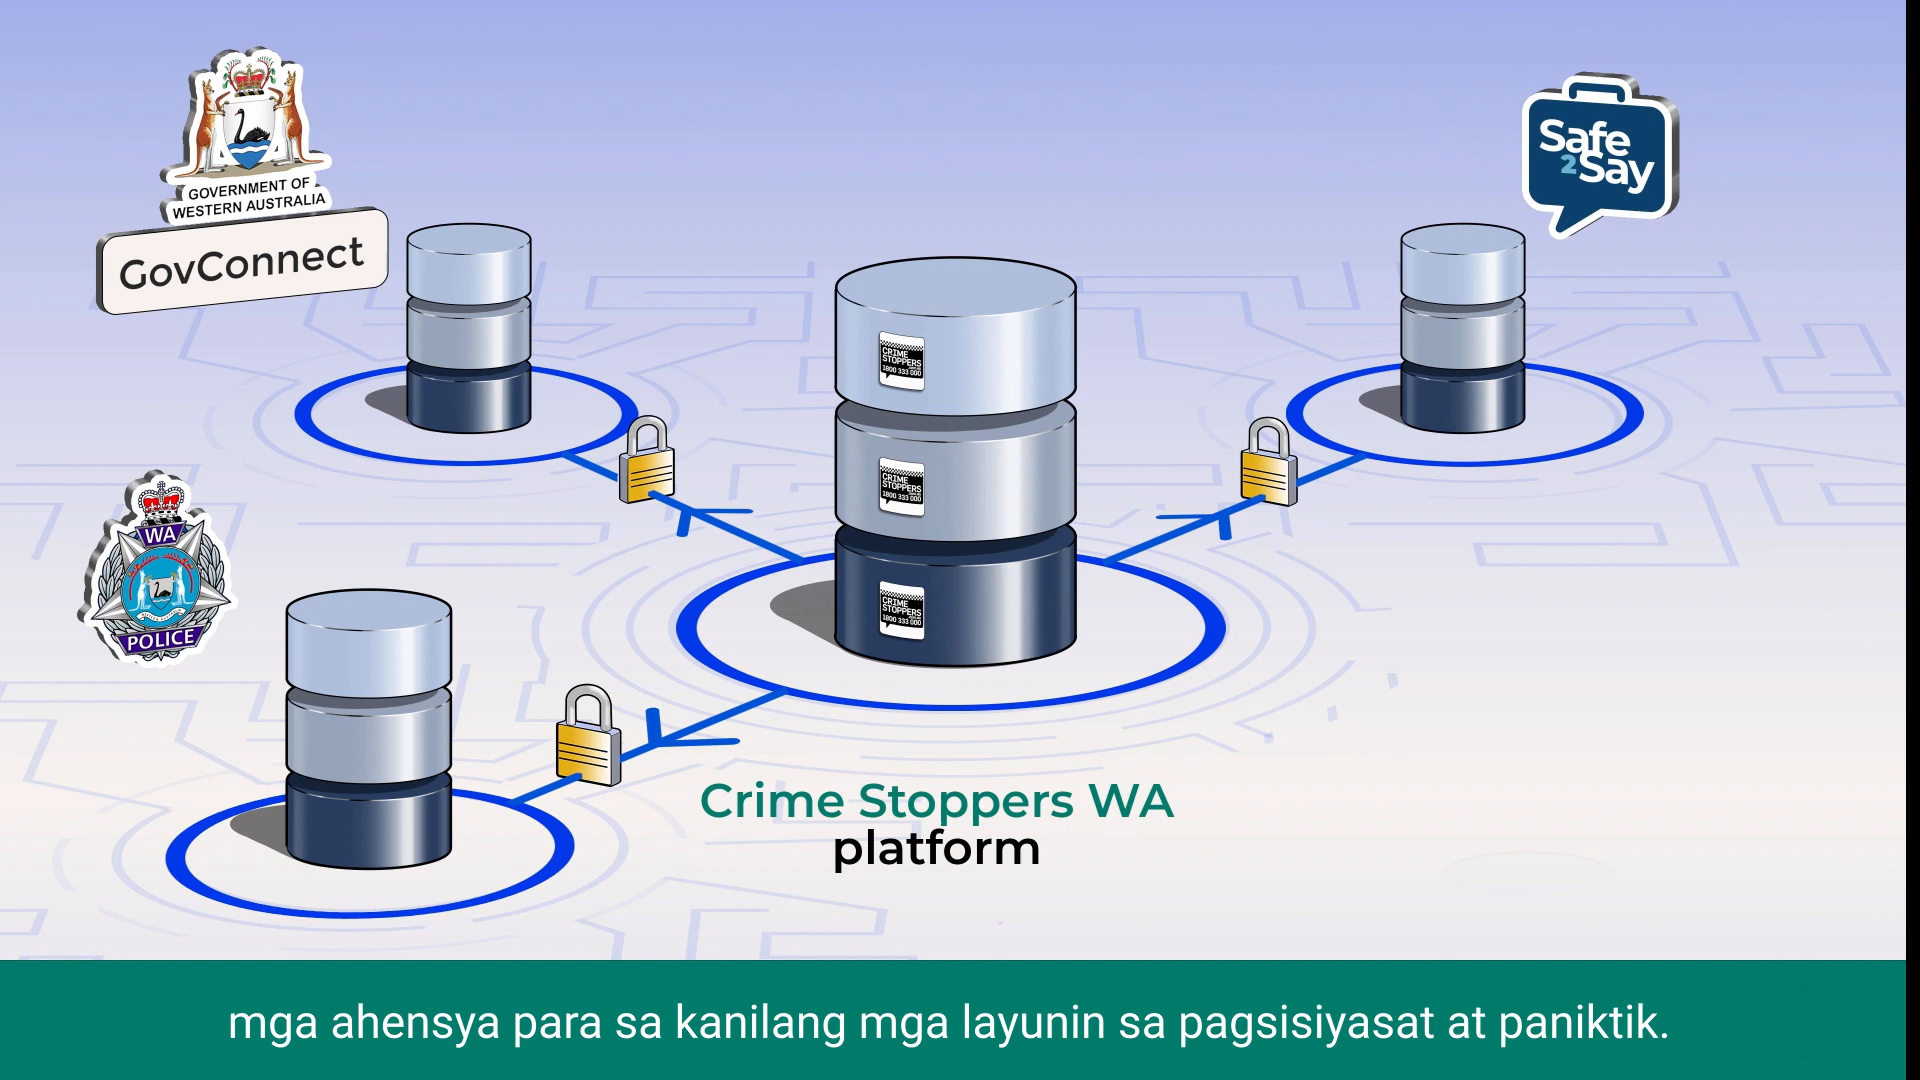 GOVERNMENT OF
WESTERN AUSTRALIA
GovConnect
Safe
2Say
CRIME
STOPPERS
1800 333 000
CRIME
STOPPERS
1800 333 000
CRIME
STOPPERS
1800 333 000
WA
POLICE
Crime Stoppers WA
platform
mga ahensya para sa kanilang mga layunin sa pagsisiyasat at paniktik.